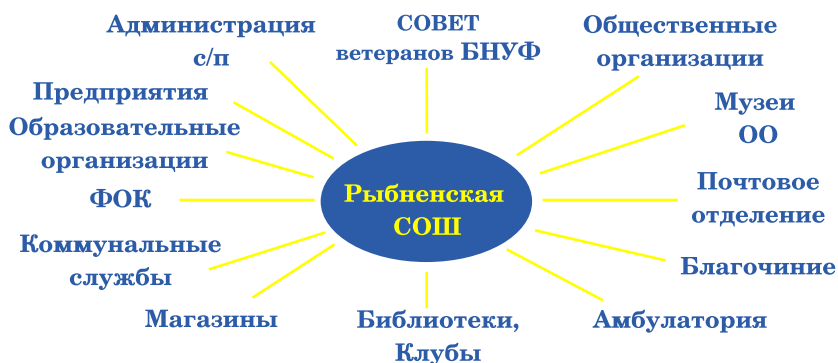 Администрация
с/п
СОВЕТ
ветеранов БНУФ
Общественные
организации
Предприятия
Музеи
ОО
Образовательные
организации
ФОК
Рыбненская
СОШ
Почтовое
отделение
Коммунальные
службы
Благочиние
Магазины
Библиотеки,
Клубы
Амбулатория